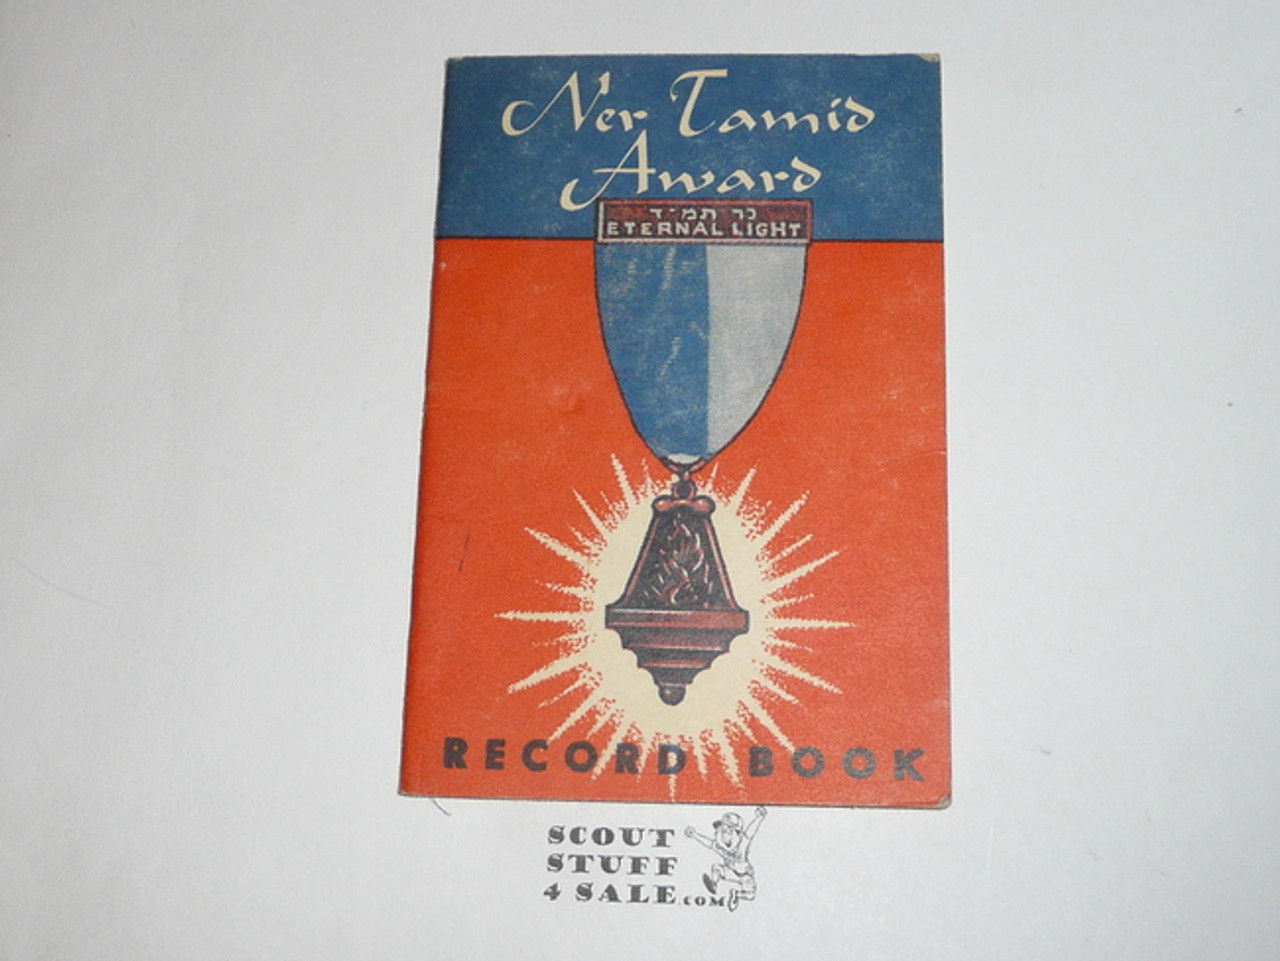 Ner Tamid
Award
נר תמיד
ETERNAL LIGHT
RECORD BOOK
SCOUT
STUFF
4 SALE.COM